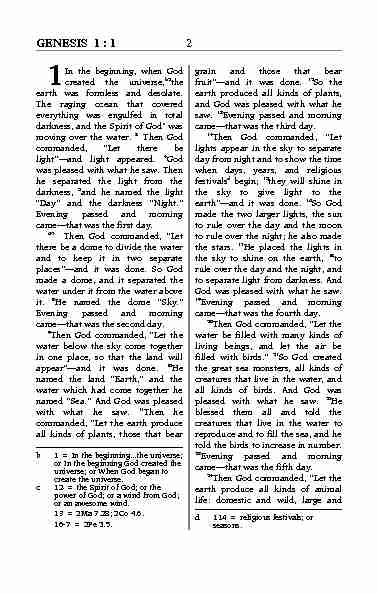 GENESIS 1 : 1
2
1 In the beginning, when God
created the universe,ᵇ ²the
earth was formless and desolate.
The raging ocean that covered
everything was engulfed in total
darkness, and the Spirit of Godᶜ was
moving over the water. ³ Then God
commanded, "Let there be
light"—and light appeared. ⁴God
was pleased with what he saw. Then
he separated the light from the
darkness, ⁵and he named the light
"Day" and the darkness "Night."
Evening passed and morning
came—that was the first day.
⁶⁻⁷ Then God commanded, "Let
there be a dome to divide the water
and to keep it in two separate
places"—and it was done. So God
made a dome, and it separated the
water under it from the water above
it. ⁸He named the dome "Sky."
Evening passed and morning
came—that was the second day.
⁹Then God commanded, "Let the
water below the sky come together
in one place, so that the land will
appear"—and it was done. ¹⁰He
named the land "Earth," and the
water which had come together he
named "Sea." And God was pleased
with what he saw. ¹¹Then he
commanded, "Let the earth produce
all kinds of plants, those that bear
b 1 = In the beginning...the universe;
or In the beginning God created the
universe; or When God began to
create the universe.
c 12 = the Spirit of God; or the
power of God; or a wind from God;
or an awesome wind.
13 = 2Ma 7.28; 2Co 4.6.
16-7 = 2Pe 3.5.
grain and those that bear
fruit"—and it was done. ¹²So the
earth produced all kinds of plants,
and God was pleased with what he
saw. ¹³Evening passed and morning
came—that was the third day.
¹⁴Then God commanded, "Let
lights appear in the sky to separate
day from night and to show the time
when days, years, and religious
festivalsᵈ begin; ¹⁵they will shine in
the sky to give light to the
earth"—and it was done. ¹⁶So God
made the two larger lights, the sun
to rule over the day and the moon
to rule over the night; he also made
the stars. ¹⁷He placed the lights in
the sky to shine on the earth, ¹⁸to
rule over the day and the night, and
to separate light from darkness. And
God was pleased with what he saw.
¹⁹Evening passed and morning
came—that was the fourth day.
²⁰Then God commanded, "Let the
water be filled with many kinds of
living beings, and let the air be
filled with birds." ²¹So God created
the great sea monsters, all kinds of
creatures that live in the water, and
all kinds of birds. And God was
pleased with what he saw. ²²He
blessed them all and told the
creatures that live in the water to
reproduce and to fill the sea, and he
told the birds to increase in number.
²³Evening passed and morning
came—that was the fifth day.
²⁴Then God commanded, "Let the
earth produce all kinds of animal
life: domestic and wild, large and
d 114 = religious festivals; or
seasons.